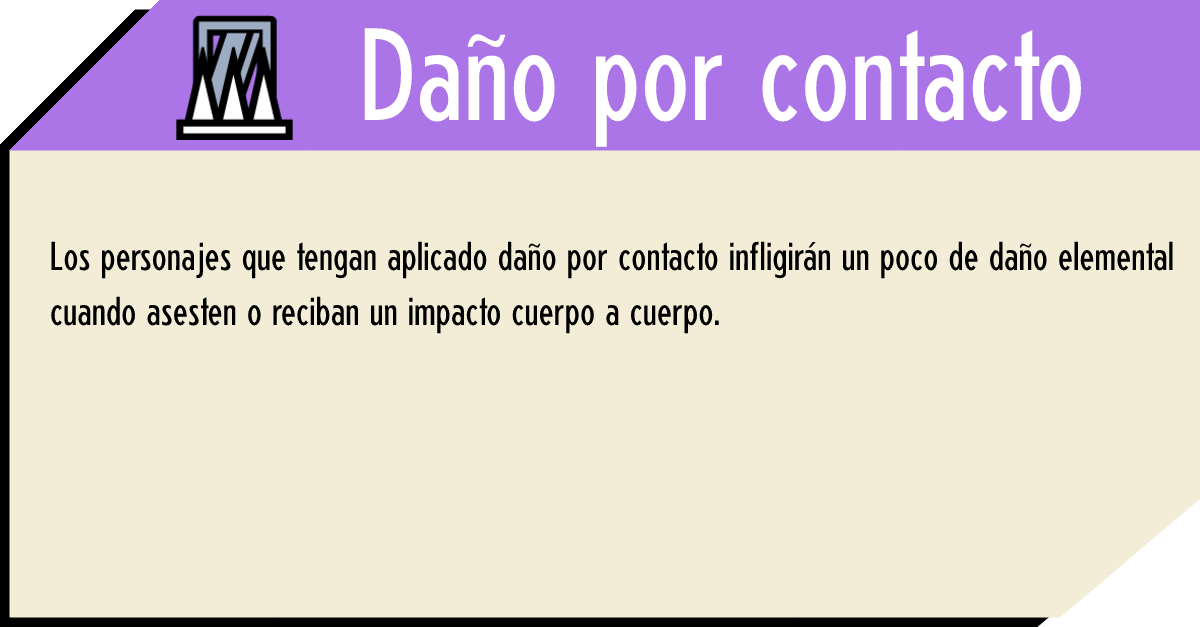 Daño por contacto
Los personajes que tengan aplicado daño por contacto infligirán un poco de daño elemental
cuando asesten o reciban un impacto cuerpo a cuerpo.